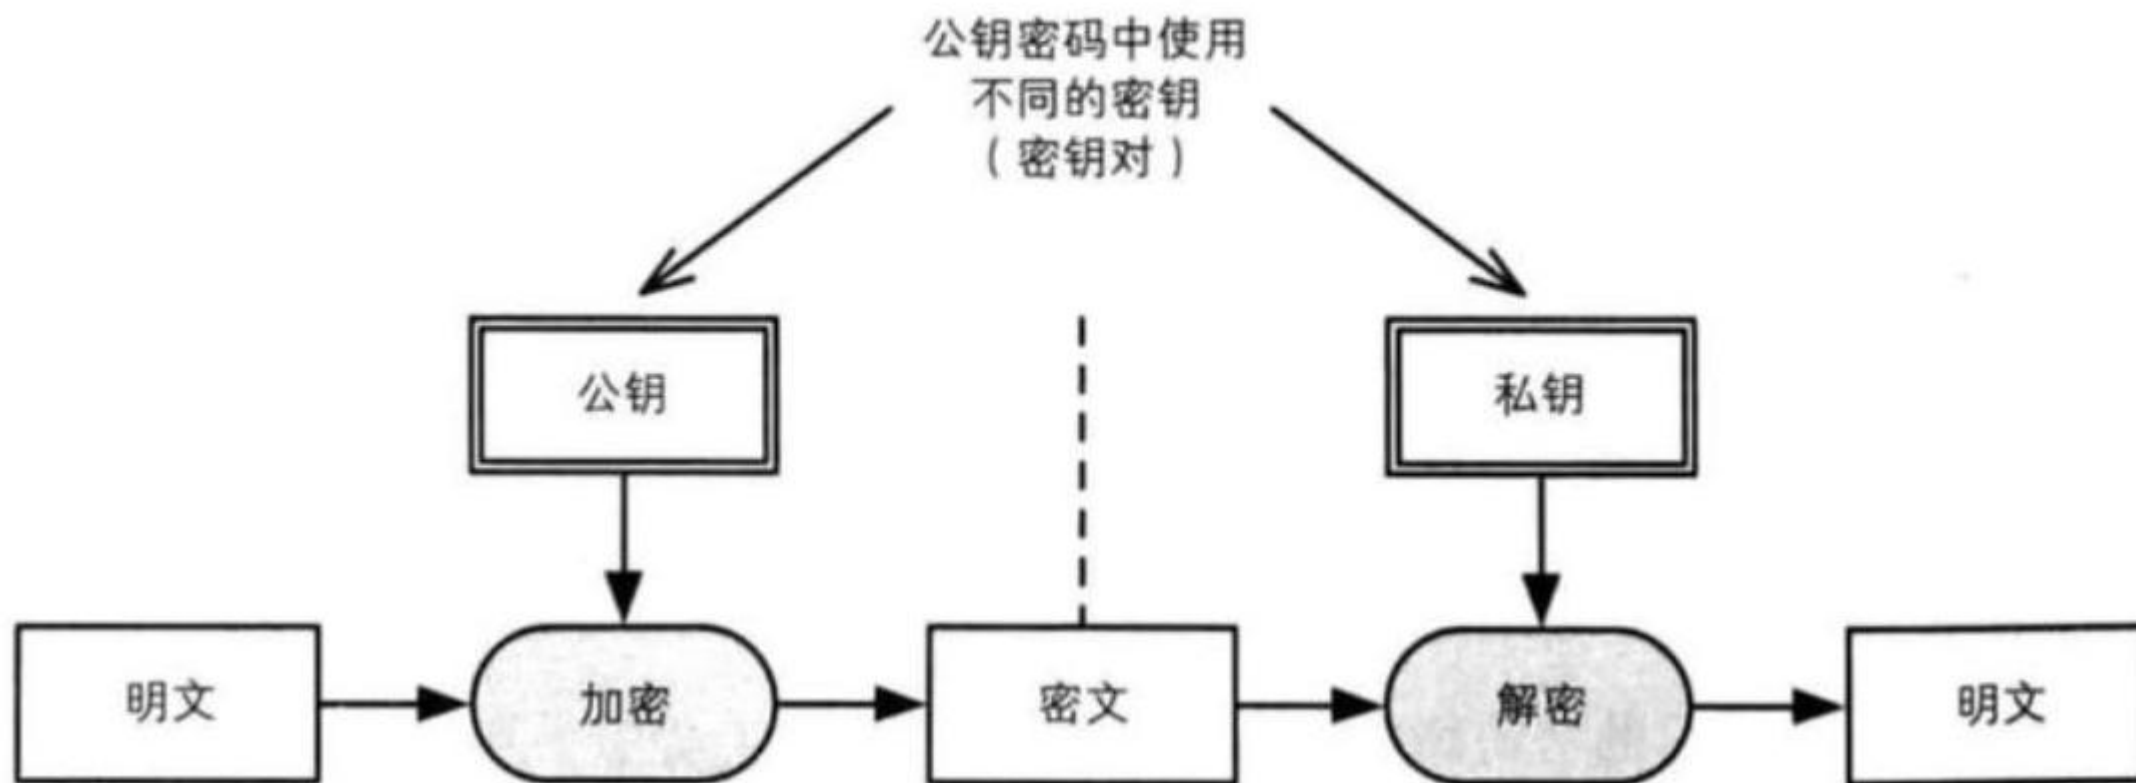 公钥密码中使用
不同的密钥
（密钥对）
公钥
私钥
明文
加密
密文
解密
明文